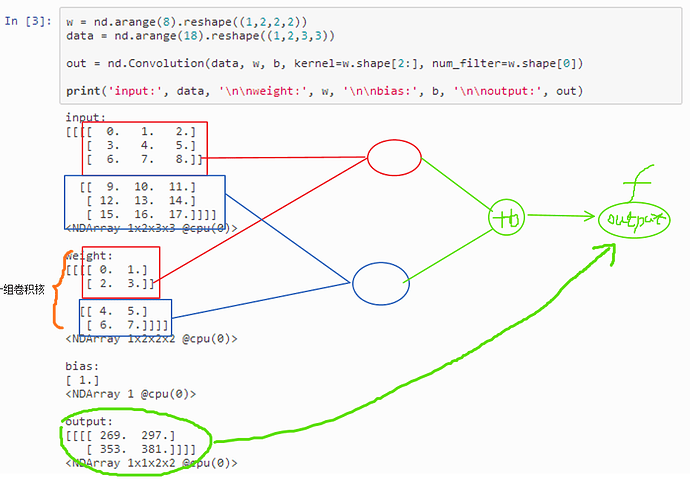 In [3]:
w = nd.arange(8).reshape((1,2,2,2))
data = nd.arange(18).reshape((1,2,3,3))
out = nd.Convolution(data, w, b, kernel=w.shape[2:], num_filter=w.shape[0])
print('input:', data, '\n\nweight:', w, '\n\nbias:', b, '\n\noutput:', out)
input:
[[[[ 0. 1. 2.]
[ 3. 4. 5.]
[ 6. 7. 8.]]
[[ 9. 10. 11.]
[ 12. 13. 14.]
[ 15. 16. 17.]]]]
<NDArray 1x2x3x3 @cpu(0)>
f
+b
output
weight:
[[[[ 0. 1.]
[ 2. 3.]]
一组卷积核
[[ 4. 5.]
[ 6. 7.]]]]
<NDArray 1x2x2x2 @cpu(0)>
bias:
[ 1.]
<NDArray 1 @cpu(0)>
output:
[[[[ 269. 297.]
[ 353. 381.]]]]
<NDArray 1x1x2x2 @cpu(0)>